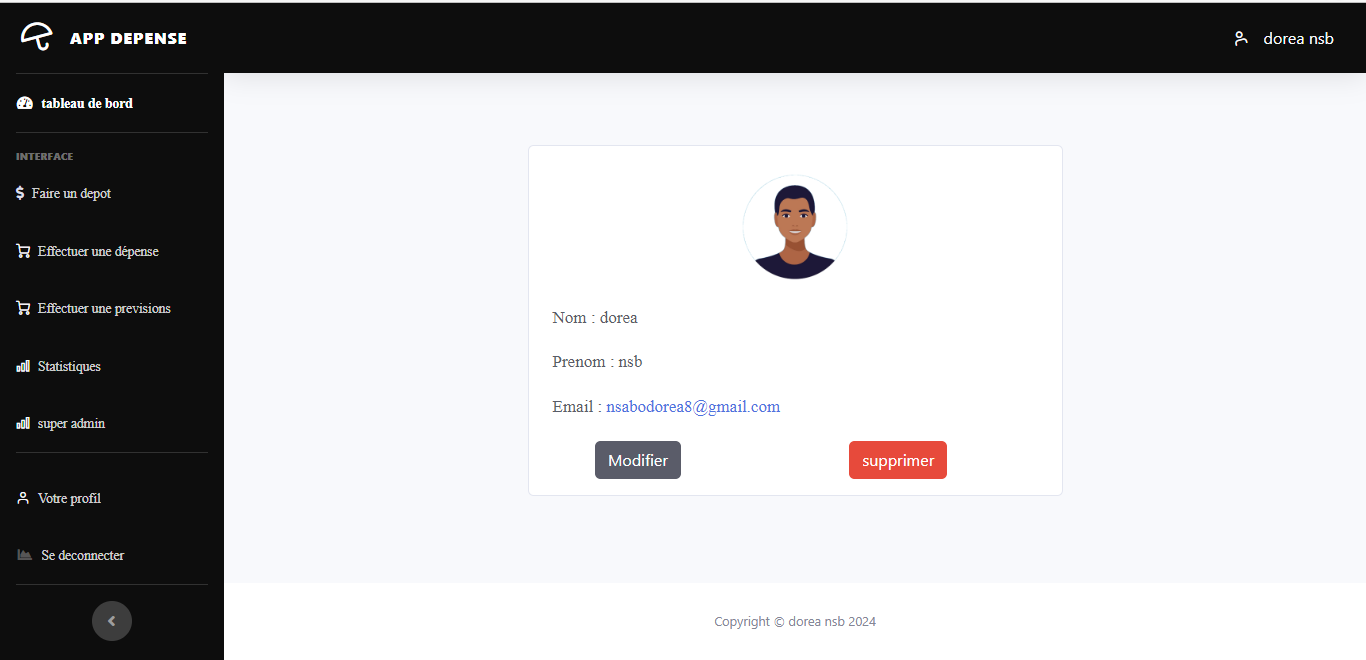 APP DEPENSE
dorea nsb
tableau de bord
INTERFACE
$ Faire un depot
Effectuer une dépense
Effectuer une previsions
Statistiques
super admin
Votre profil
Se deconnecter
Nom : dorea
Prenom : nsb
Email : nsabodorea8@gmail.com
Modifier
supprimer
Copyright © dorea nsb 2024